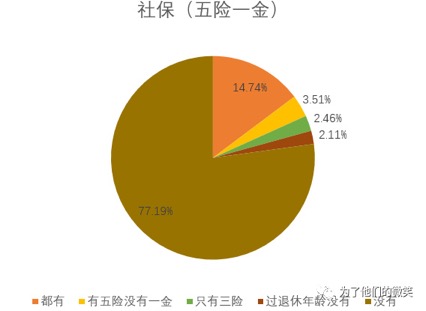 社保（五险一金）
14.74%
3.51%
2.46%
2.11%
77.19%
为了他们的微笑
都有 有五险没有一金 只有三险 过退休年龄没有 没有